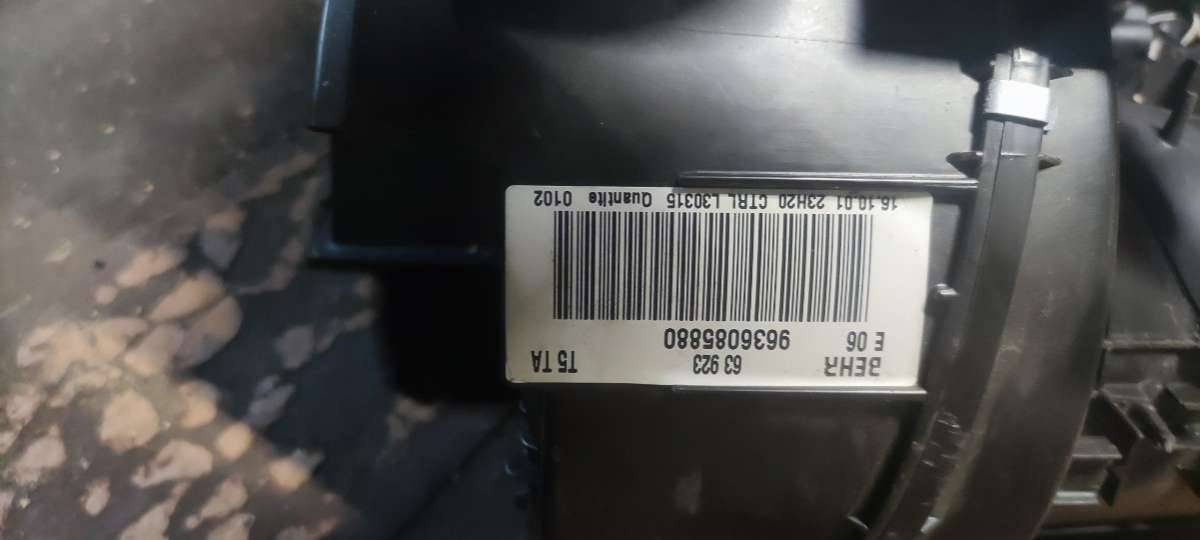 BEHR 63 923 T5 TA
E 06 9636085880
16.10.01 23H20 CTRL L30315 Quantite 0102